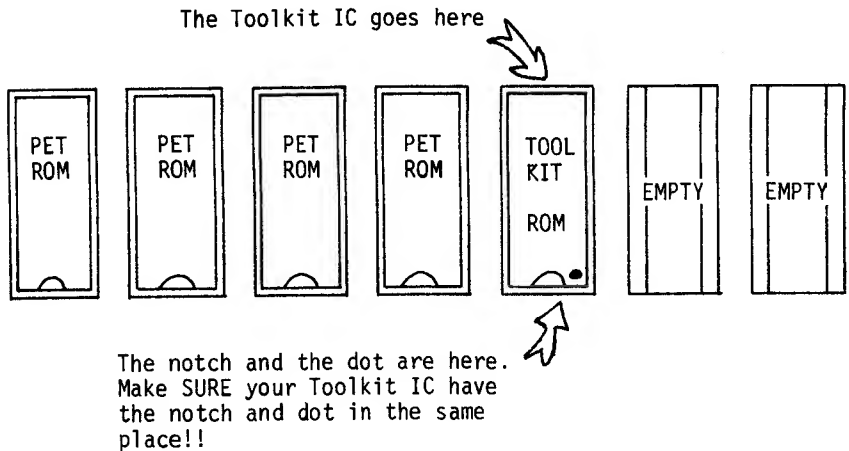 The Toolkit IC goes here
PET
ROM
PET
ROM
PET
ROM
PET
ROM
TOOL
KIT
ROM
EMPTY
EMPTY
The notch and the dot are here.
Make SURE your Toolkit IC have
the notch and dot in the same
place!!